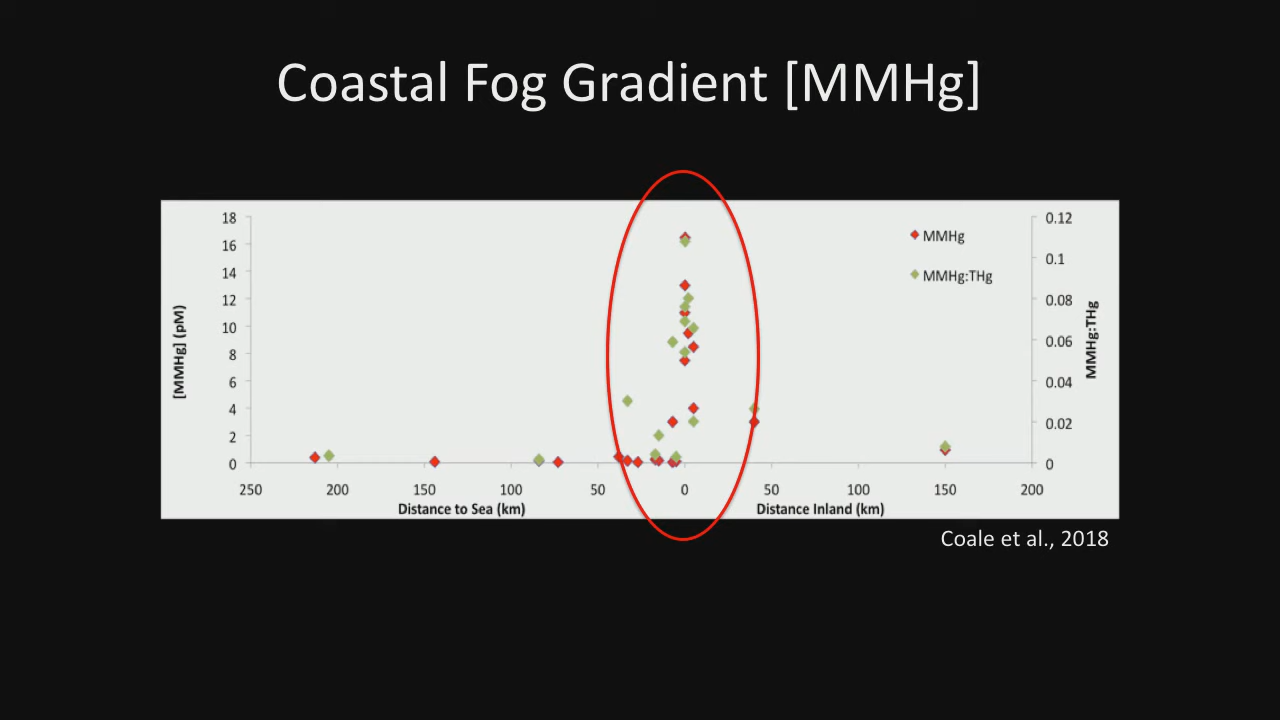 Coastal Fog Gradient [MMHg]
18
16
14
12
10
8
6
4
2
0
[MMHg] (pM)
0.12
0.1
0.08
0.06
0.04
0.02
0
MMHg:THg
MMHg
MMHg:THg
250 200 150 100 50 0 50 100 150 200
Distance to Sea (km) Distance Inland (km)
Coale et al., 2018